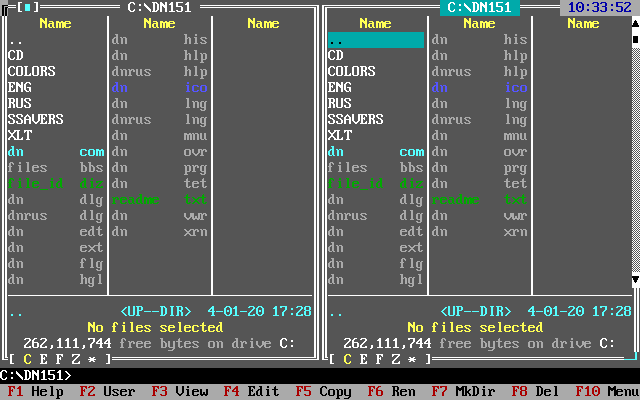 [■] C:\DN151 C:\DN151 10:33:52
Name Name Name Name Name Name
.. dn his .. dn his
CD dn hlp CD dn hlp
COLORS dnrus hlp COLORS dnrus hlp
ENG dn ico ENG dn ico
RUS dn lng RUS dn lng
SSAVERS dnrus lng SSAVERS dnrus lng
XLT dn mnu XLT dn mnu
dn com dn ovr dn com dn ovr
files bbs dn prg files bbs dn prg
file_id diz dn tet file_id diz dn tet
dn dlg readme txt dn dlg readme txt
dnrus dlg dn vwr dnrus dlg dn vwr
dn edt dn xrn dn edt dn xrn
dn ext dn ext
dn flg dn flg
dn hgl dn hgl
.. <UP--DIR> 4-01-20 17:28 .. <UP--DIR> 4-01-20 17:28
No files selected No files selected
262,111,744 free bytes on drive C: 262,111,744 free bytes on drive C:
[ C E F Z * ] [ C E F Z * ]
C:\DN151>
F1 Help F2 User F3 View F4 Edit F5 Copy F6 Ren F7 MkDir F8 Del F10 Menu